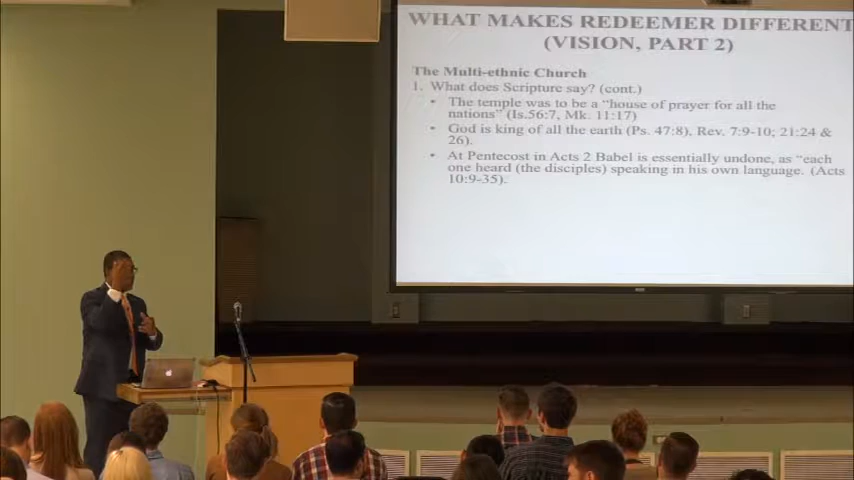 WHAT MAKES REDEEMER DIFFERENT
(VISION, PART 2)
The Multi-ethnic Church
1. What does Scripture say? (cont.)
• The temple was to be a "house of prayer for all the
nations" (Is.56:7, Mk. 11:17)
• God is king of all the earth (Ps. 47:8), Rev. 7:9-10; 21:24 &
26).
• At Pentecost in Acts 2 Babel is essentially undone, as "each
one heard (the disciples) speaking in his own language. (Acts
10:9-35).